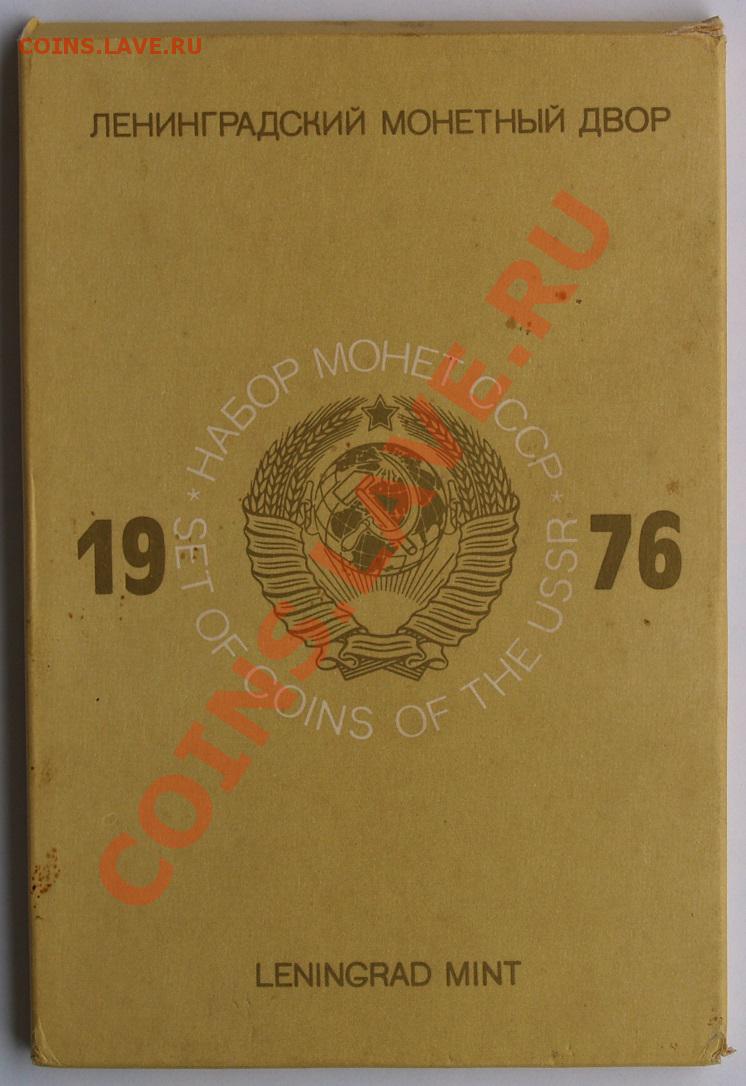 COINS.LAVE.RU
ЛЕНИНГРАДСКИЙ МОНЕТНЫЙ ДВОР
* НАБОР МОНЕТ СССР *
19 76
SET OF COINS OF THE USSR
COINS.LAVE.RU
LENINGRAD MINT